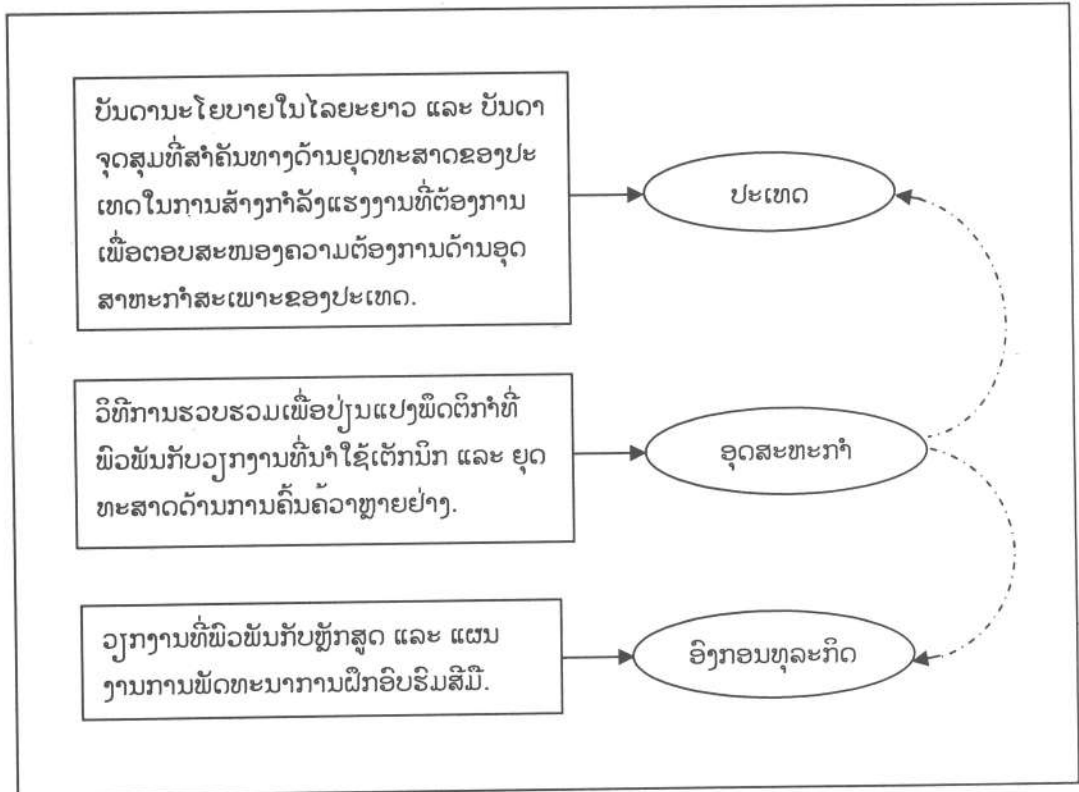 ບັນດານະໂຍບາຍໃນໄລຍະຍາວ ແລະ ບັນດາ
ຈຸດສຸມທີ່ສຳຄັນທາງດ້ານຍຸດທະສາດຂອງປະ
ເທດໃນການສ້າງກຳລັງແຮງງານທີ່ຕ້ອງການ
ເພື່ອຕອບສະໜອງຄວາມຕ້ອງການດ້ານອຸດ
ສາຫະກຳສະເພາະຂອງປະເທດ.
ປະເທດ
ວິທີການຮວບຮວມເພື່ອປ່ຽນແປງພຶດຕິກຳທີ່
ພົວພັນກັບວຽກງານທີ່ນຳໃຊ້ເຕັກນິກ ແລະ ຍຸດ
ທະສາດດ້ານການຄົ້ນຄ້ວາຫຼາຍຢ່າງ.
ອຸດສະຫະກຳ
ວຽກງານທີ່ພົວພັນກັບຫຼັກສູດ ແລະ ແຜນ
ງານການພັດທະນາການຝຶກອົບຮົມສີມື.
ອົງກອນທຸລະກິດ